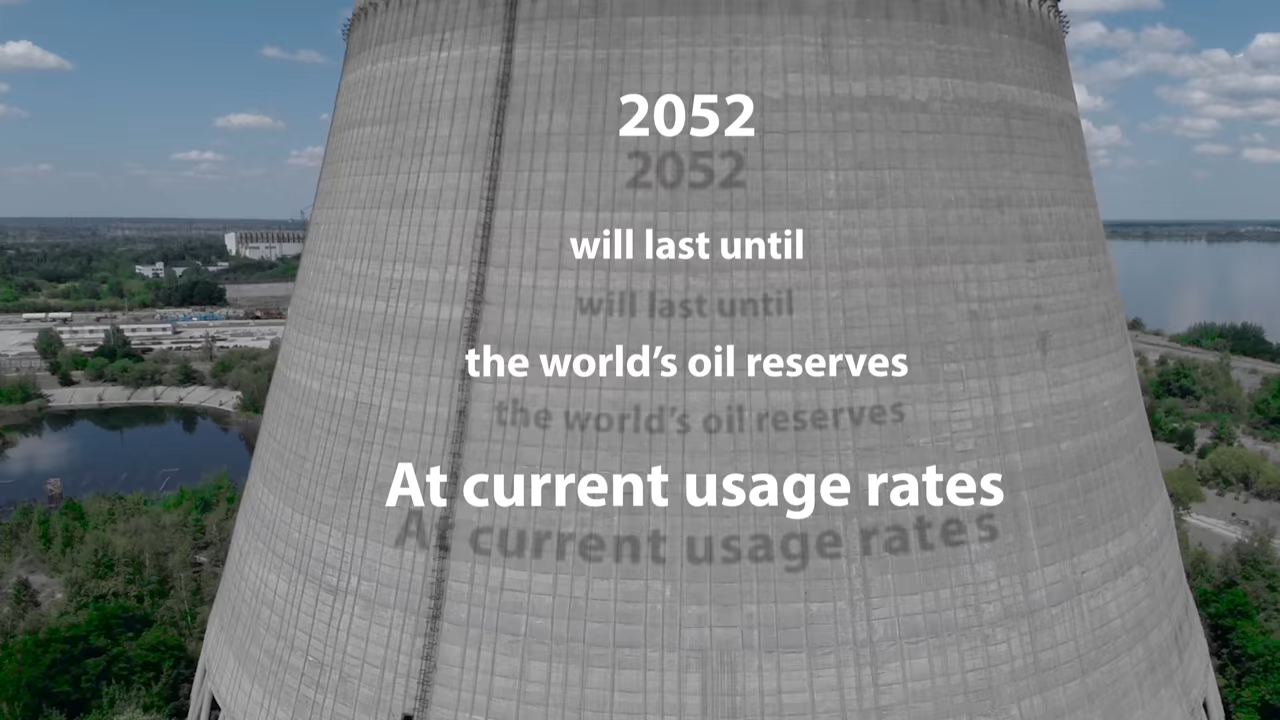 2052
will last until
the world's oil reserves
At current usage rates